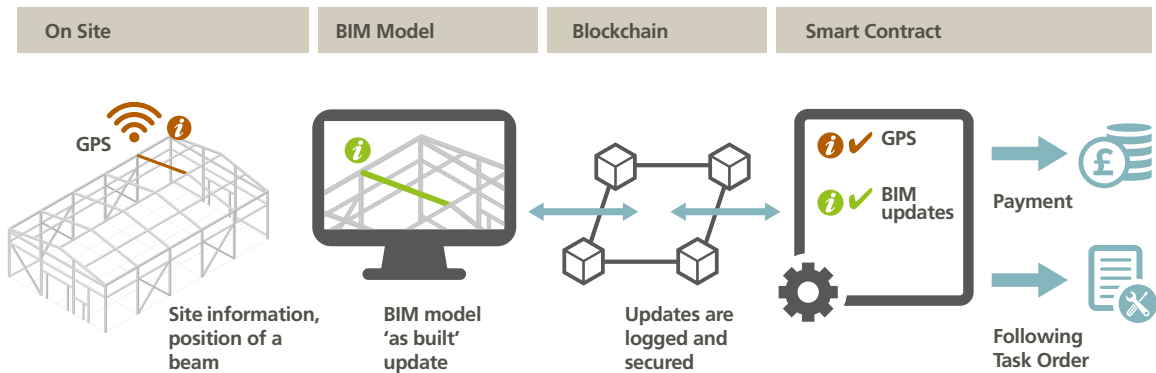 On Site
BIM Model
Blockchain
Smart Contract
GPS
i
i
i
GPS
i
BIM
updates
£
Payment
Site information,
position of a
beam
BIM model
‘as built’
update
Updates are
logged and
secured
Following
Task Order